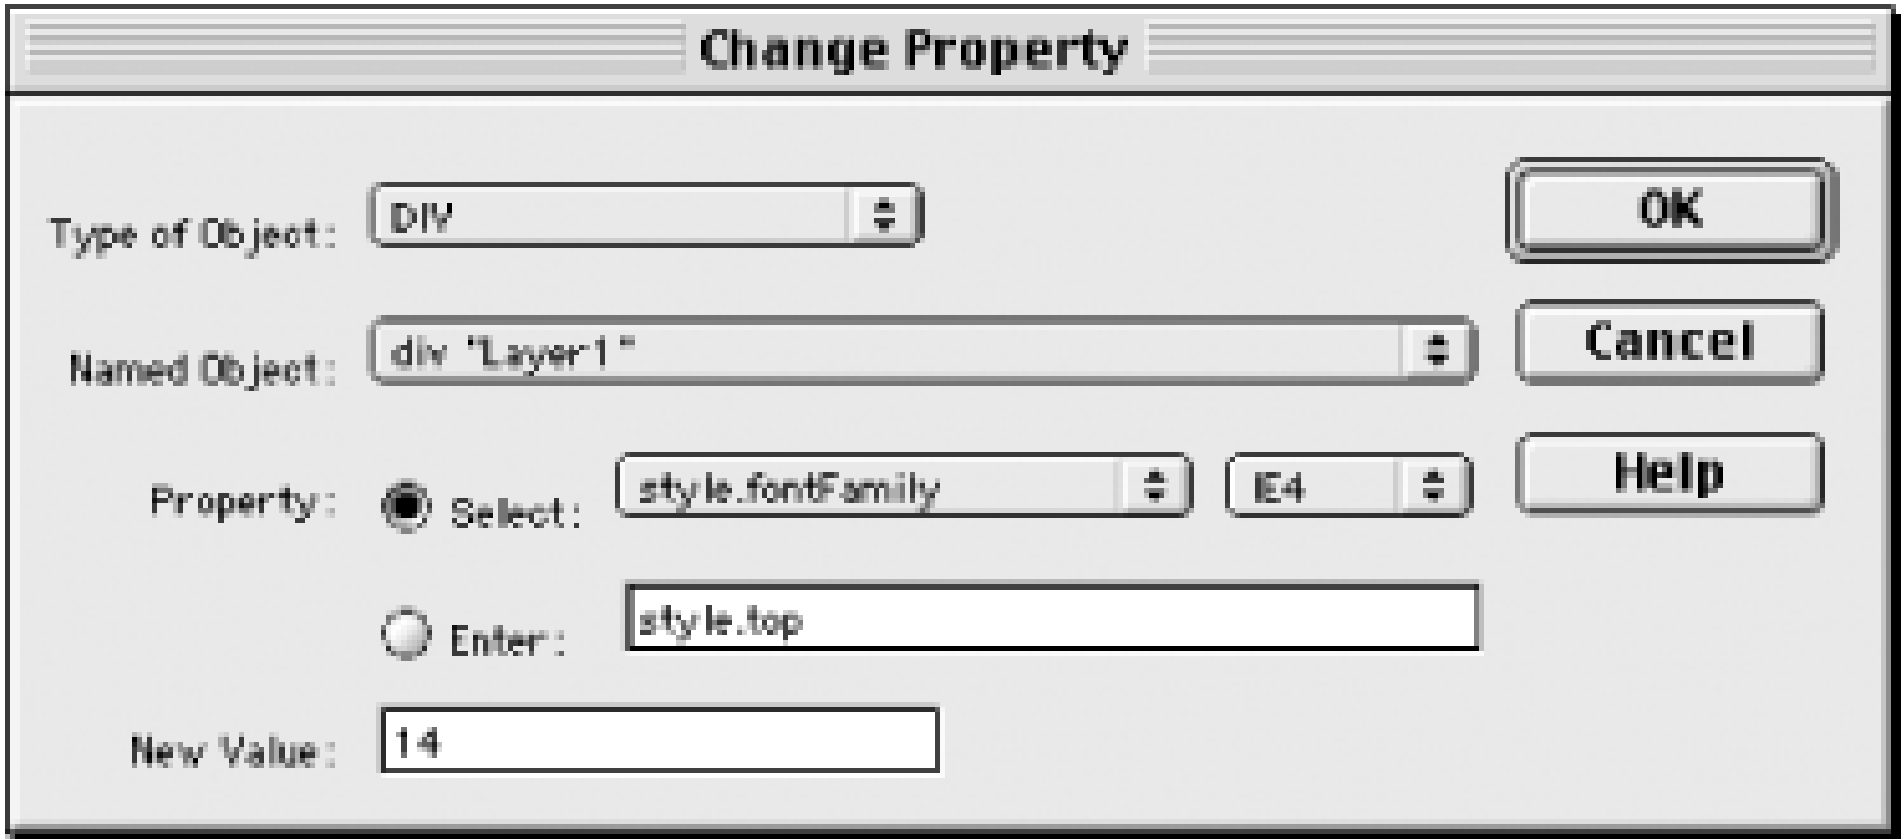 Change Property
Type of Object: DIV
OK
Named Object: div "Layer1"
Cancel
Property: Select: style.fontFamily IE4
Help
Enter: style.top
New Value: 14